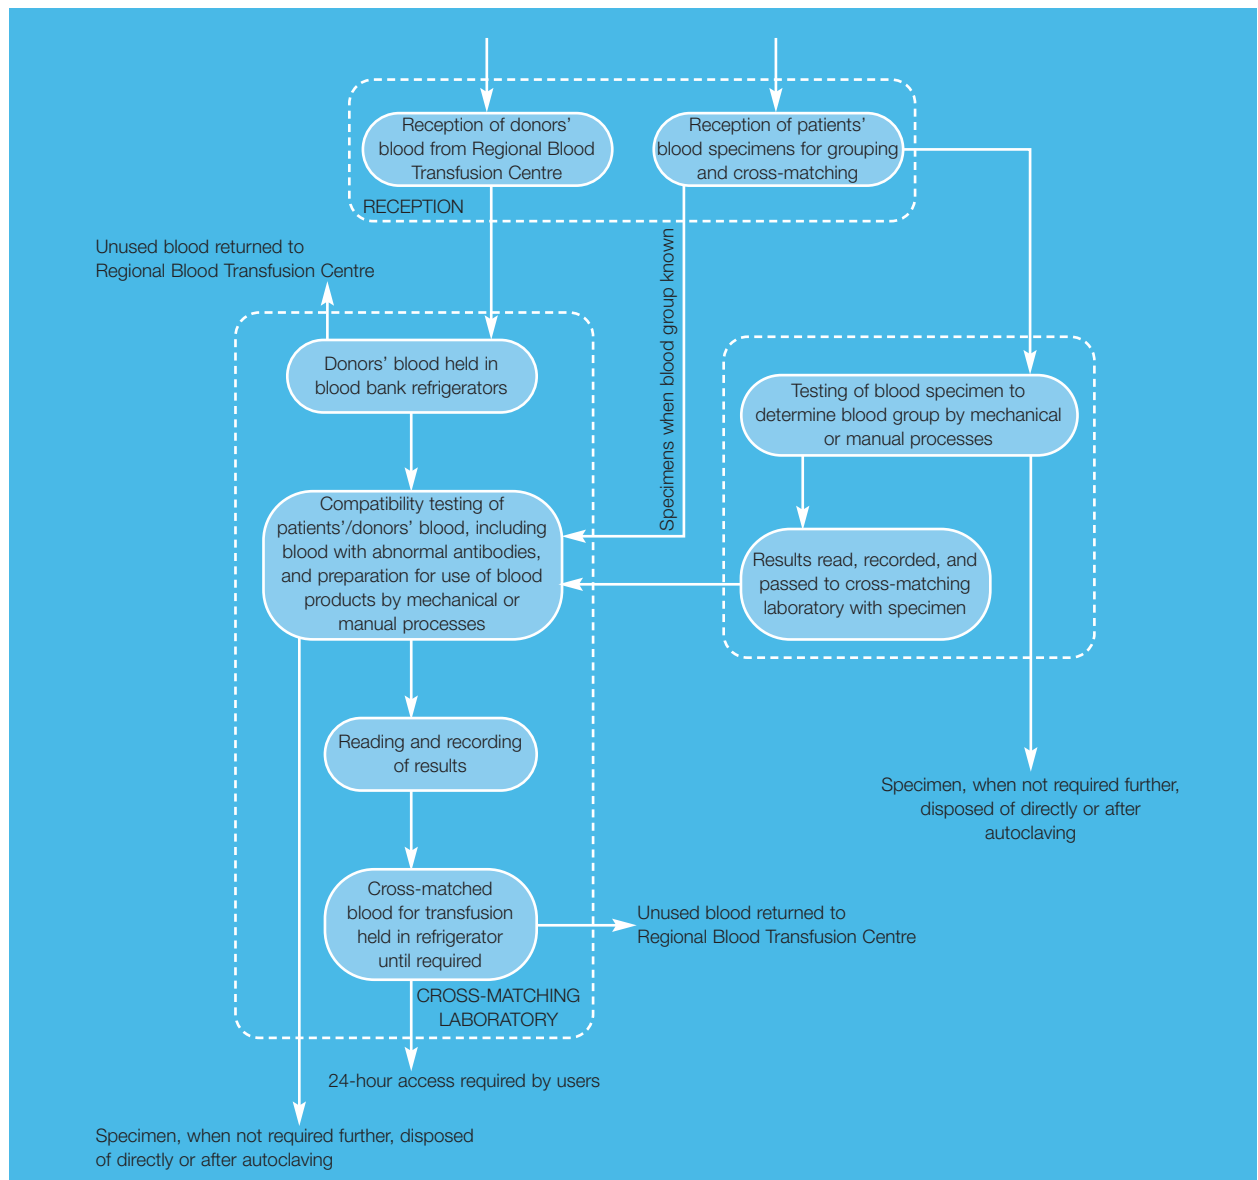 Reception of donors’
blood from Regional Blood
Transfusion Centre
Reception of patients’
blood specimens for grouping
and cross-matching
RECEPTION
Unused blood returned to
Regional Blood Transfusion Centre
Specimens when blood group known
Donors’ blood held in
blood bank refrigerators
Testing of blood specimen to
determine blood group by mechanical
or manual processes
Compatibility testing of
patients’/donors’ blood, including
blood with abnormal antibodies,
and preparation for use of blood
products by mechanical or
manual processes
Results read, recorded, and
passed to cross-matching
laboratory with specimen
Reading and recording
of results
Specimen, when not required further,
disposed of directly or after
autoclaving
Cross-matched
blood for transfusion
held in refrigerator
until required
Unused blood returned to
Regional Blood Transfusion Centre
CROSS-MATCHING
LABORATORY
24-hour access required by users
Specimen, when not required further, disposed
of directly or after autoclaving